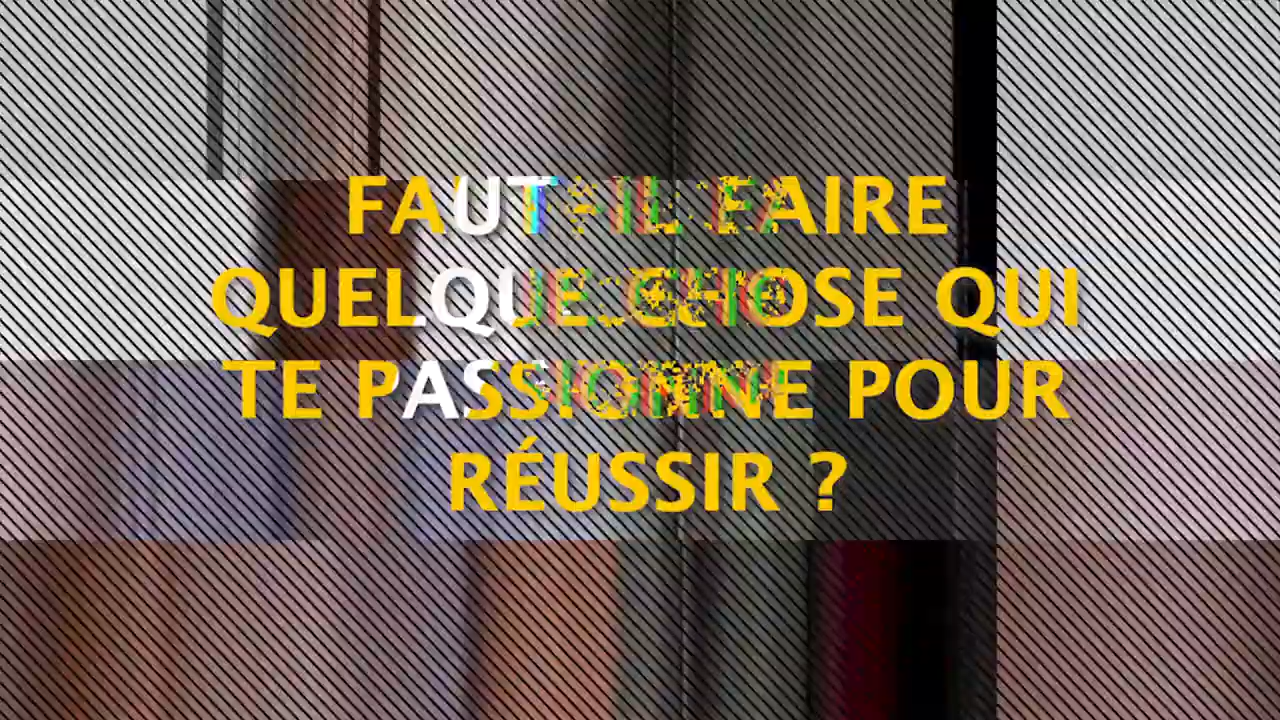 FAUT-IL FAIRE
QUELQUE CHOSE QUI
TE PASSIONNE POUR
RÉUSSIR ?